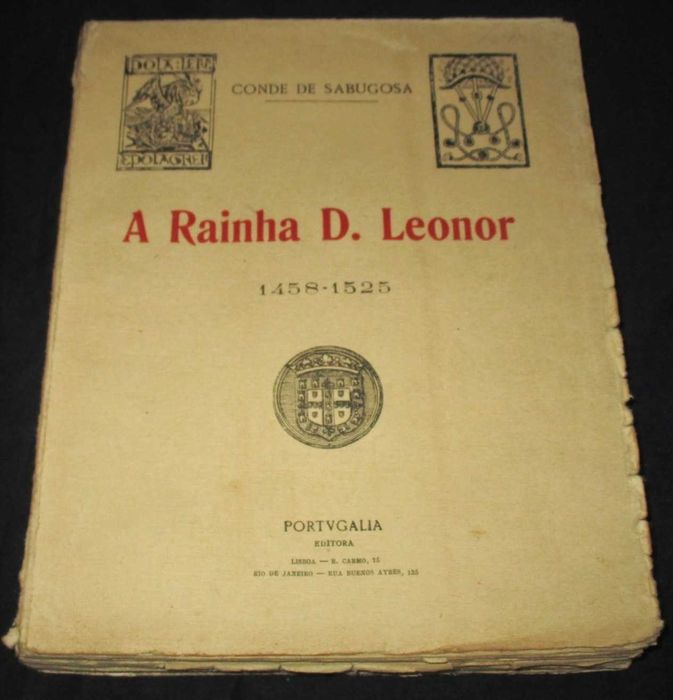 CONDE DE SABUGOSA
A Rainha D. Leonor
1458-1525
PORTVGALIA
EDITORA
LISBOA — R. CARMO, 75
RIO DE JANEIRO — RUA BUENOS AYRES, 135